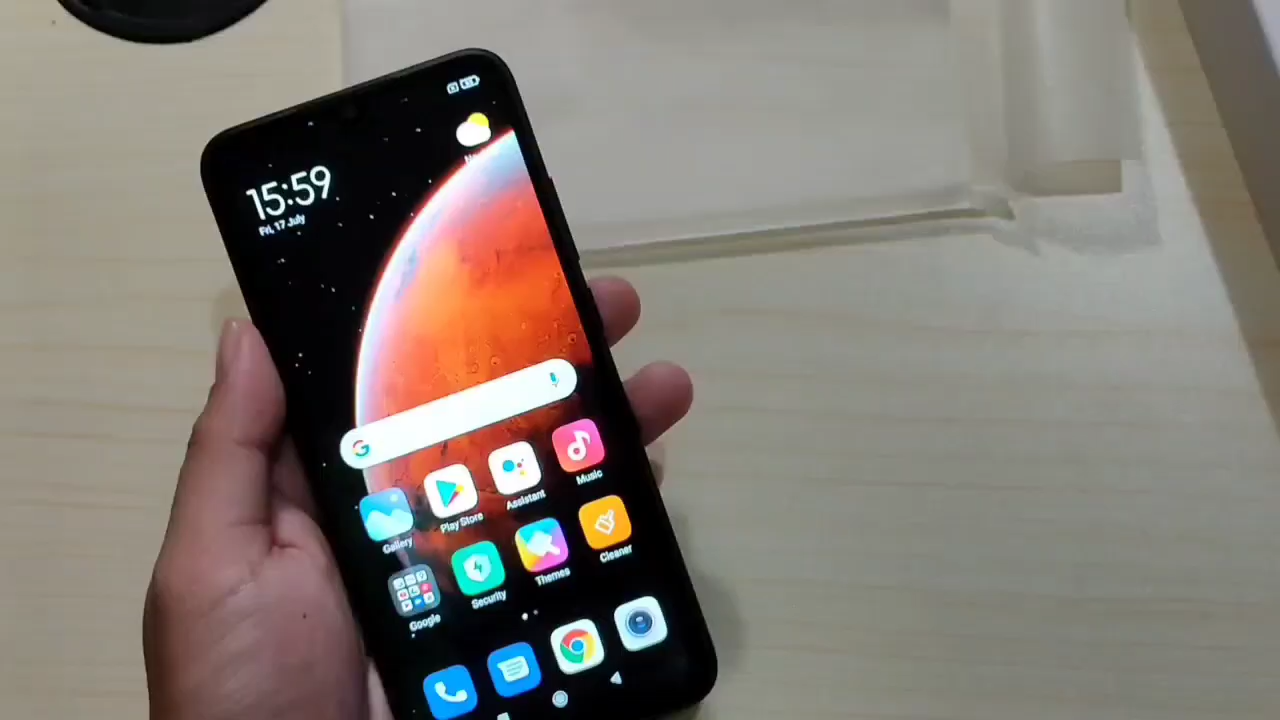 15:59
Fri, 17 July
G
Music
Assistant
Play Store
Gallery
Cleaner
Themes
Security
Google